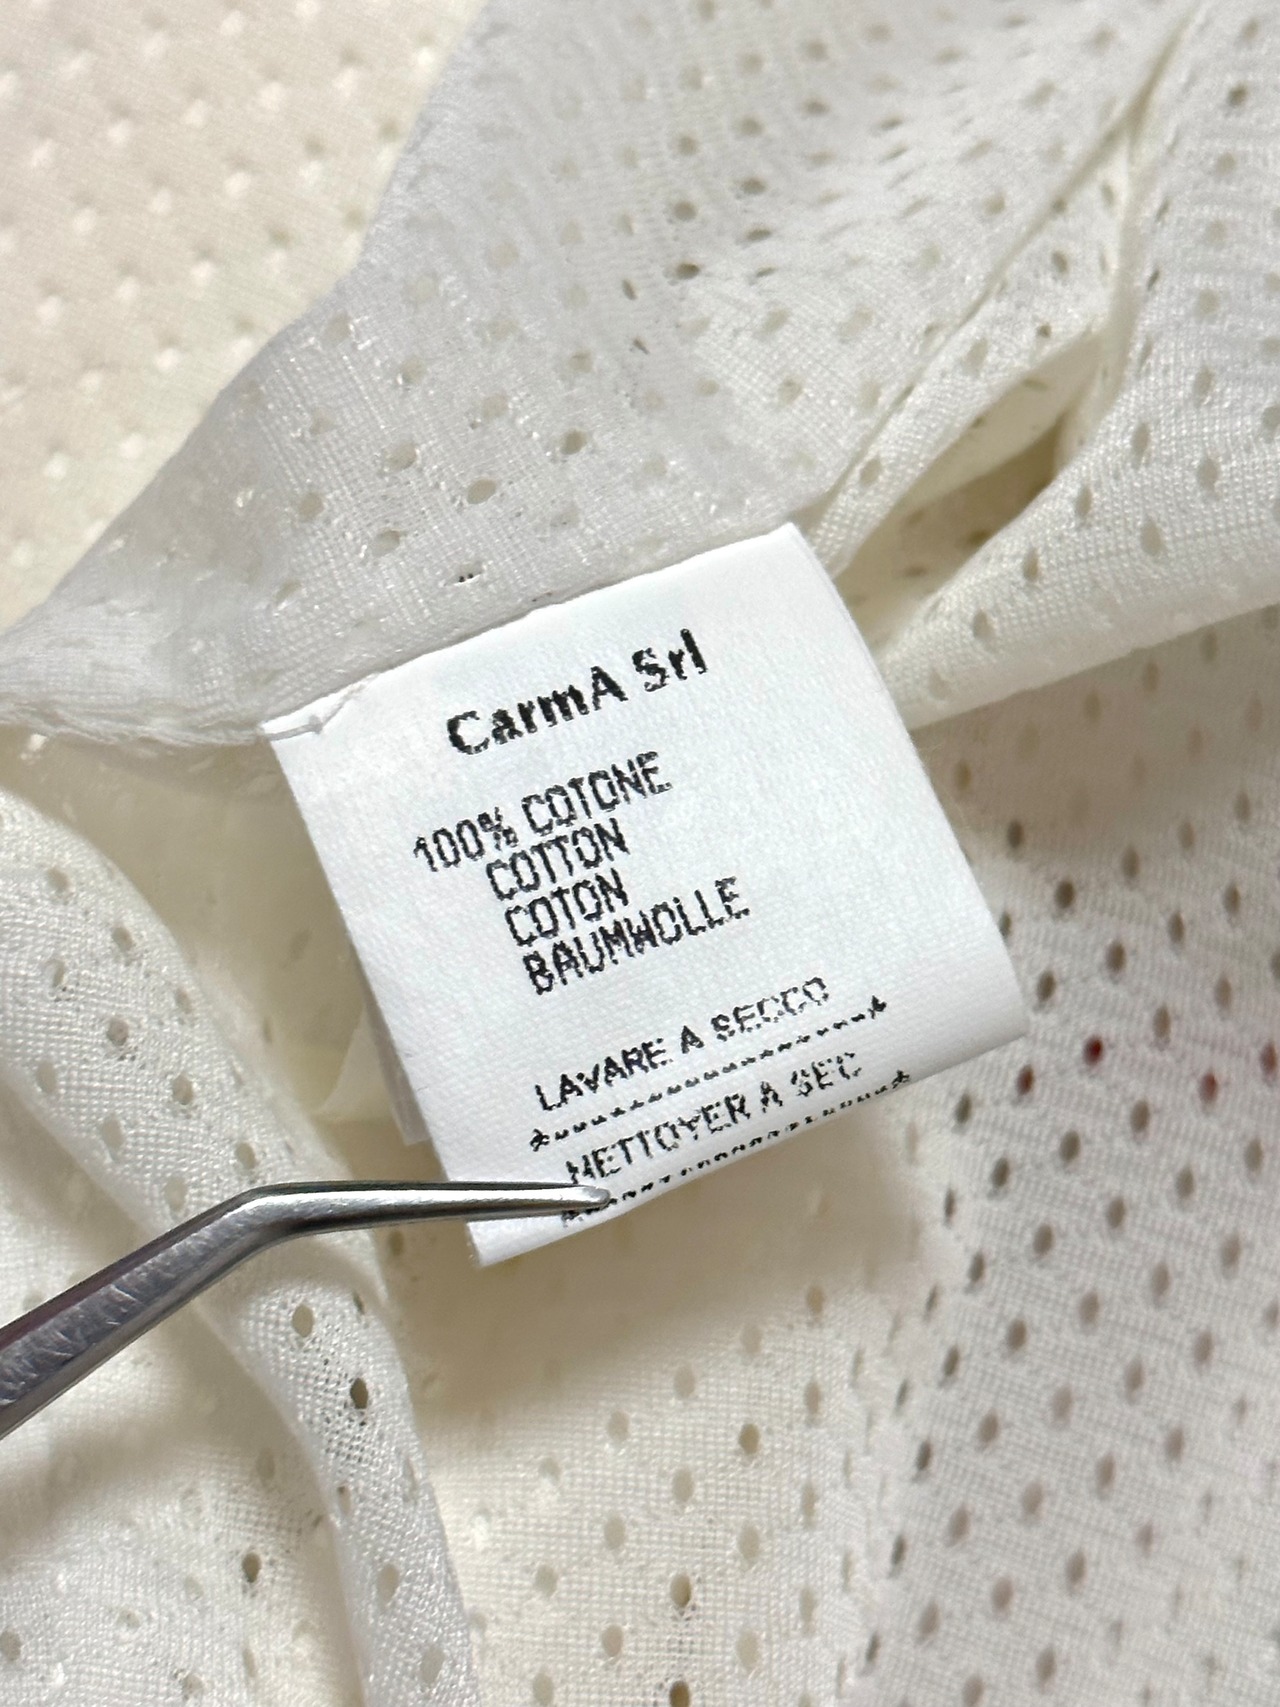 CarmA Srl
100% COTONE
COTTON
COTON
BAUMWOLLE
LAVARE A SECCO
NETTOYER A SEC